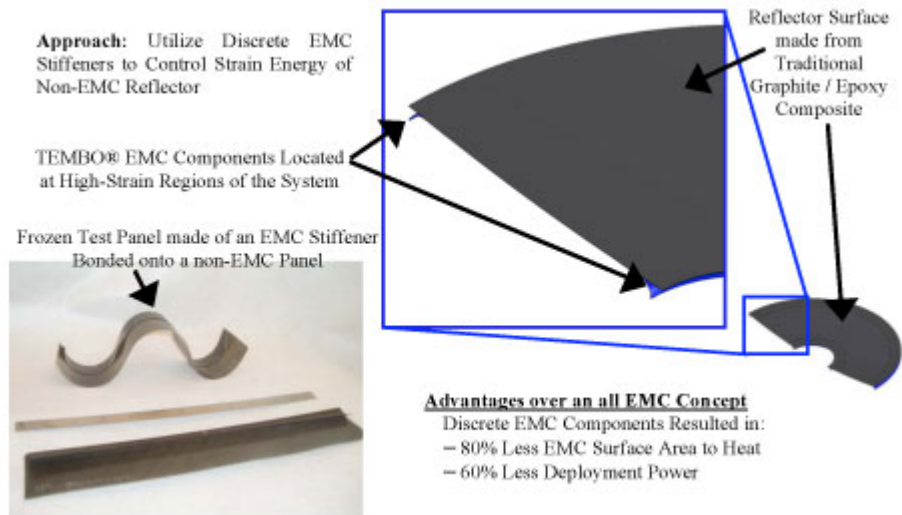 Approach: Utilize Discrete EMC
Stiffeners to Control Strain Energy of
Non-EMC Reflector
Reflector Surface
made from
Traditional
Graphite / Epoxy
Composite
TEMBO® EMC Components Located
at High-Strain Regions of the System
Frozen Test Panel made of an EMC Stiffener
Bonded onto a non-EMC Panel
Advantages over an all EMC Concept
Discrete EMC Components Resulted in:
– 80% Less EMC Surface Area to Heat
– 60% Less Deployment Power